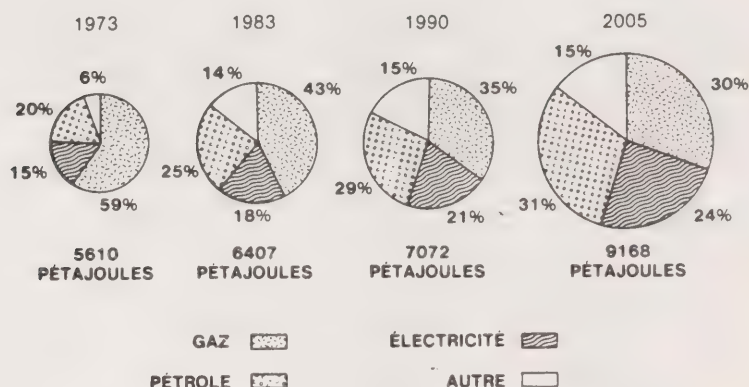 1973 1983 1990 2005
6% 14% 15% 15%
43% 35% 30%
20%
25% 29% 31%
15%
59% 18% 21% 24%
5610 6407 7072 9168
PÉTAJOULES PÉTAJOULES PÉTAJOULES PÉTAJOULES
GAZ ÉLECTRICITÉ
PÉTROLE AUTRE